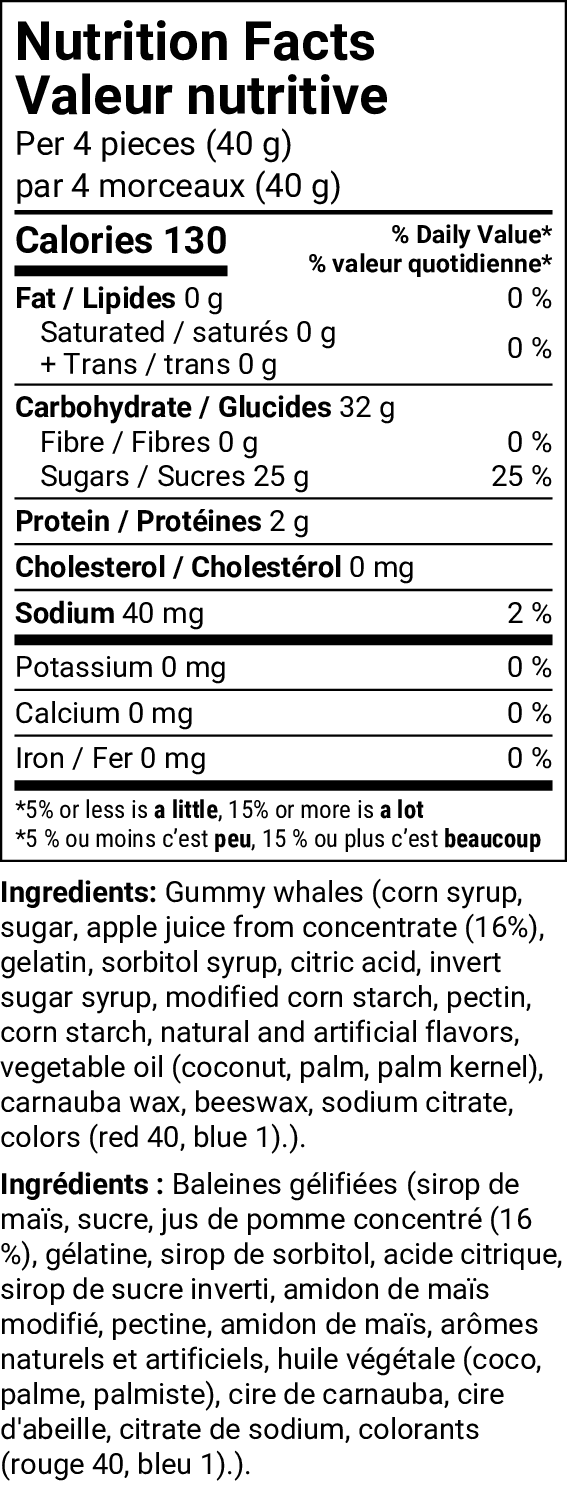 Nutrition Facts
Valeur nutritive
Per 4 pieces (40 g)
par 4 morceaux (40 g)
Calories 130
% Daily Value*
% valeur quotidienne*
Fat / Lipides 0 g 0 %
Saturated / saturés 0 g
+ Trans / trans 0 g 0 %
Carbohydrate / Glucides 32 g
Fibre / Fibres 0 g 0 %
Sugars / Sucres 25 g 25 %
Protein / Protéines 2 g
Cholesterol / Cholestérol 0 mg
Sodium 40 mg 2 %
Potassium 0 mg 0 %
Calcium 0 mg 0 %
Iron / Fer 0 mg 0 %
*5% or less is a little, 15% or more is a lot
*5 % ou moins c’est peu, 15 % ou plus c’est beaucoup
Ingredients: Gummy whales (corn syrup,
sugar, apple juice from concentrate (16%),
gelatin, sorbitol syrup, citric acid, invert
sugar syrup, modified corn starch, pectin,
corn starch, natural and artificial flavors,
vegetable oil (coconut, palm, palm kernel),
carnauba wax, beeswax, sodium citrate,
colors (red 40, blue 1).).
Ingrédients : Baleines gélifiées (sirop de
maïs, sucre, jus de pomme concentré (16
%), gélatine, sirop de sorbitol, acide citrique,
sirop de sucre inverti, amidon de maïs
modifié, pectine, amidon de maïs, arômes
naturels et artificiels, huile végétale (coco,
palme, palmiste), cire de carnauba, cire
d'abeille, citrate de sodium, colorants
(rouge 40, bleu 1).).